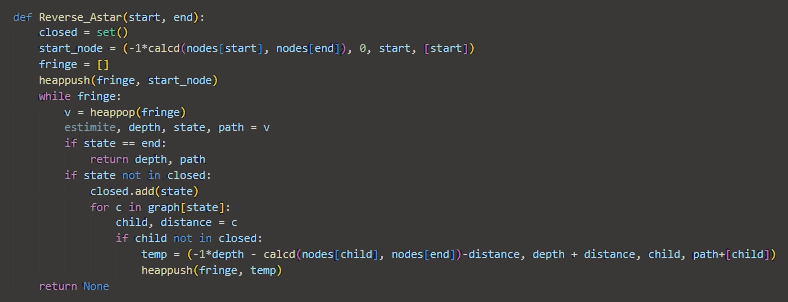 def Reverse_Astar(start, end):
    closed = set()
    start_node = (-1*calcd(nodes[start], nodes[end]), 0, start, [start])
    fringe = []
    heappush(fringe, start_node)
    while fringe:
        v = heappop(fringe)
        estimite, depth, state, path = v
        if state == end:
            return depth, path
        if state not in closed:
            closed.add(state)
            for c in graph[state]:
                child, distance = c
                if child not in closed:
                    temp = (-1*depth - calcd(nodes[child], nodes[end])-distance, depth + distance, child, path+[child])
                    heappush(fringe, temp)
    return None